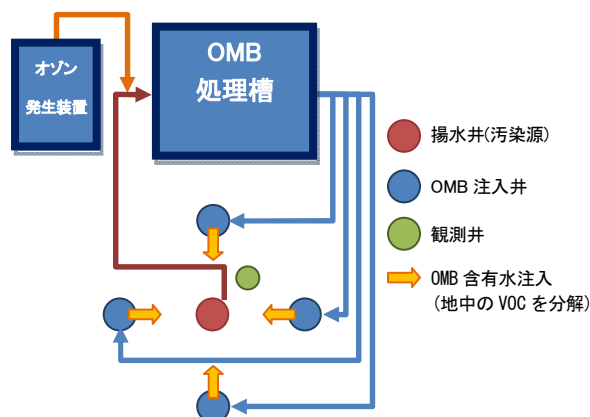 オゾン
発生装置
OMB
処理槽
揚水井(汚染源)
OMB 注入井
観測井
OMB 含有水注入
(地中の VOC を分解)